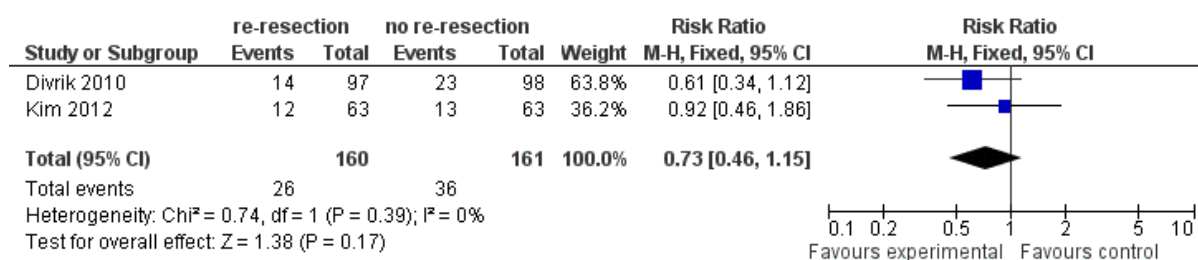 re-resection no re-resection Risk Ratio Risk Ratio
Study or Subgroup Events Total Events Total Weight M-H, Fixed, 95% CI M-H, Fixed, 95% CI
Divrik 2010 14 97 23 98 63.8% 0.61 [0.34, 1.12]
Kim 2012 12 63 13 63 36.2% 0.92 [0.46, 1.86]
Total (95% CI) 160 161 100.0% 0.73 [0.46, 1.15]
Total events 26 36
Heterogeneity: Chi² = 0.74, df = 1 (P = 0.39); I² = 0%
Test for overall effect: Z = 1.38 (P = 0.17)
0.1 0.2 0.5 1 2 5 10
Favours experimental Favours control